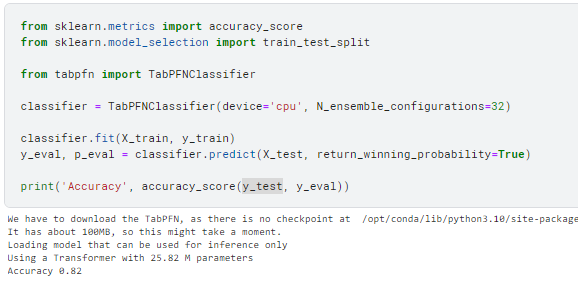 from sklearn.metrics import accuracy_score
from sklearn.model_selection import train_test_split
from tabpfn import TabPFNClassifier
classifier = TabPFNClassifier(device='cpu', N_ensemble_configurations=32)
classifier.fit(X_train, y_train)
y_eval, p_eval = classifier.predict(X_test, return_winning_probability=True)
print('Accuracy', accuracy_score(y_test, y_eval))
We have to download the TabPFN, as there is no checkpoint at  /opt/conda/lib/python3.10/site-package
It has about 100MB, so this might take a moment.
Loading model that can be used for inference only
Using a Transformer with 25.82 M parameters
Accuracy 0.82